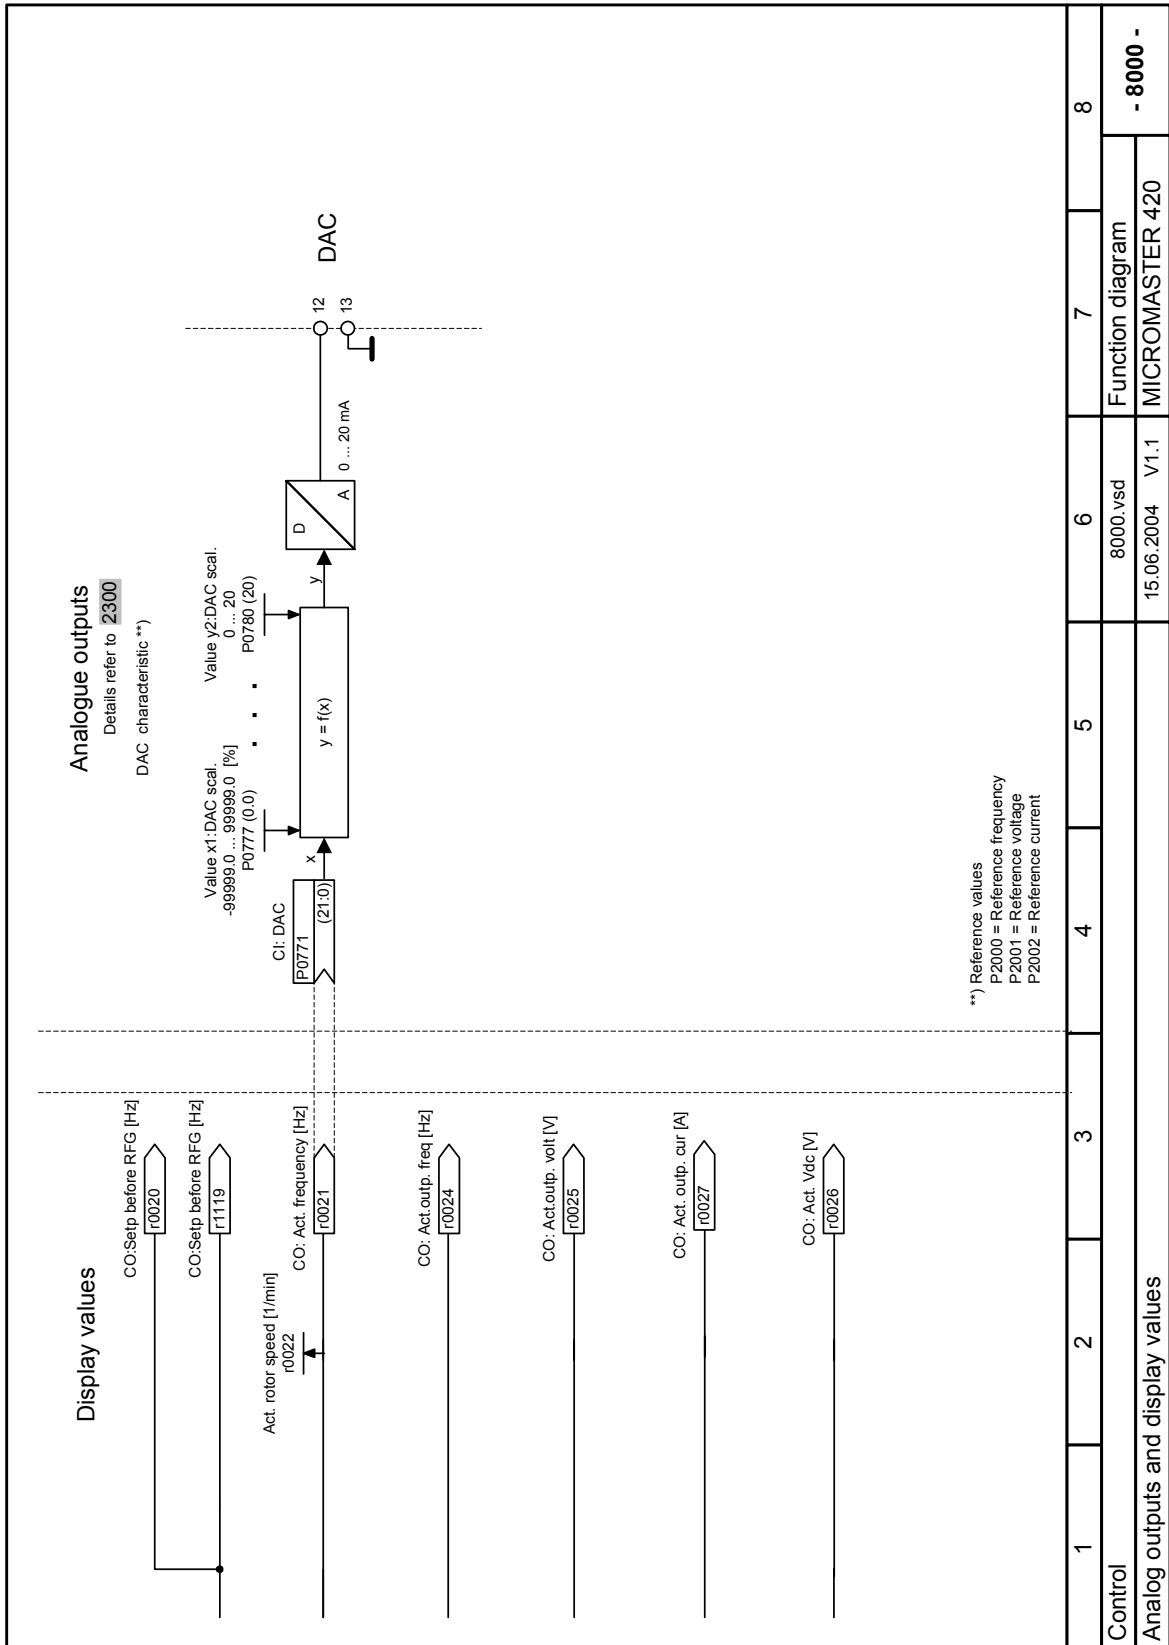 Display values
CO:Setp before RFG [Hz]
r0020
CO:Setp before RFG [Hz]
r1119
Act. rotor speed [1/min]
r0022
CO: Act. frequency [Hz]
r0021
CO: Act.outp. freq [Hz]
r0024
CO: Act.outp. volt [V]
r0025
CO: Act. outp. cur [A]
r0027
CO: Act. Vdc [V]
r0026
Analogue outputs
Details refer to 2300
DAC characteristic **)
Value x1:DAC scal.
-99999.0 ... 99999.0 [%]
P0777 (0.0)
Value y2:DAC scal.
0 ... 20
P0780 (20)
CI: DAC
P0771
(21:0)
x
y = f(x)
y
D
A
0 ... 20 mA
12
13
DAC
**) Reference values
P2000 = Reference frequency
P2001 = Reference voltage
P2002 = Reference current
1 2 3 4 5 6 7 8
Control
8000.vsd
Function diagram
- 8000 -
Analog outputs and display values
15.06.2004 V1.1
MICROMASTER 420